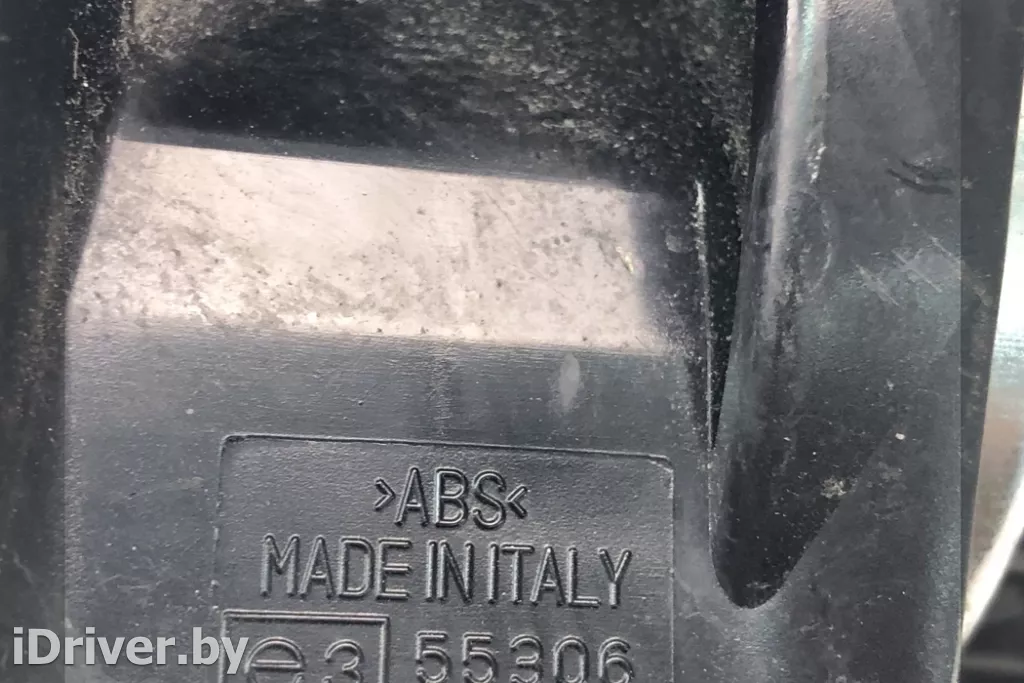 >ABS<
MADE IN ITALY
e3 55306
iDriver.by